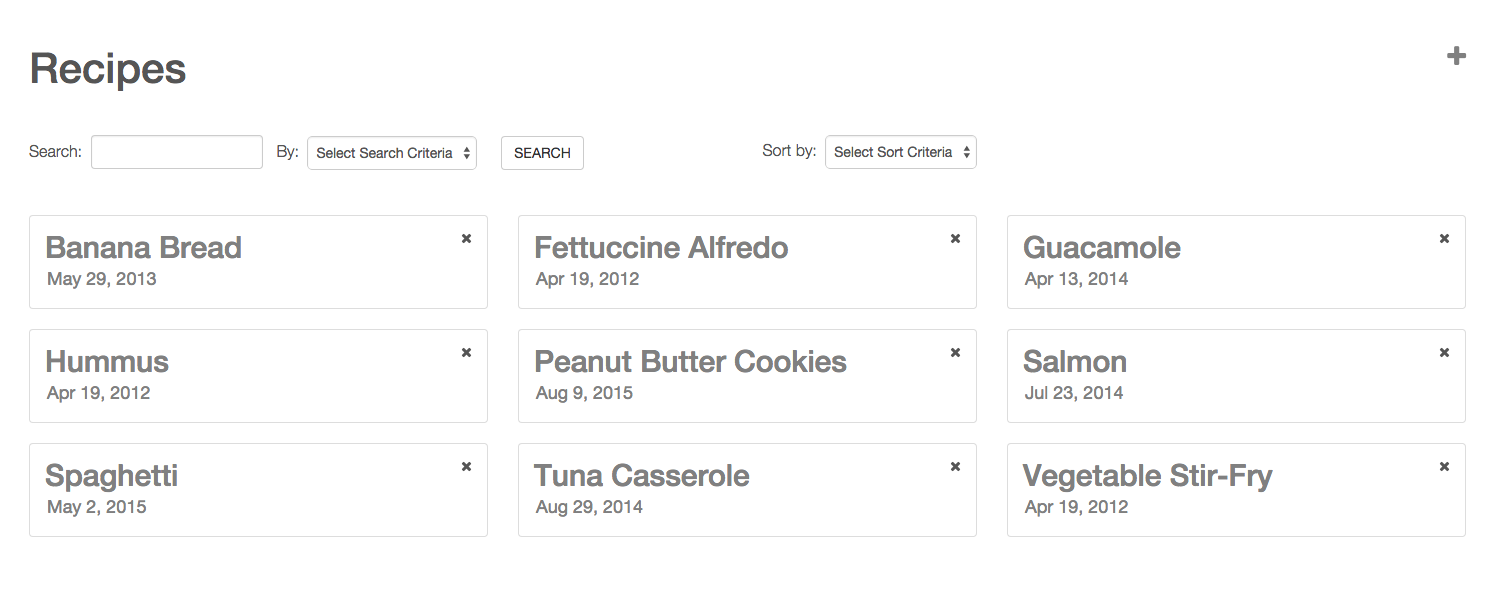 Recipes
Search: By: Select Search Criteria SEARCH Sort by: Select Sort Criteria
Banana Bread
May 29, 2013
Fettuccine Alfredo
Apr 19, 2012
Guacamole
Apr 13, 2014
Hummus
Apr 19, 2012
Peanut Butter Cookies
Aug 9, 2015
Salmon
Jul 23, 2014
Spaghetti
May 2, 2015
Tuna Casserole
Aug 29, 2014
Vegetable Stir-Fry
Apr 19, 2012